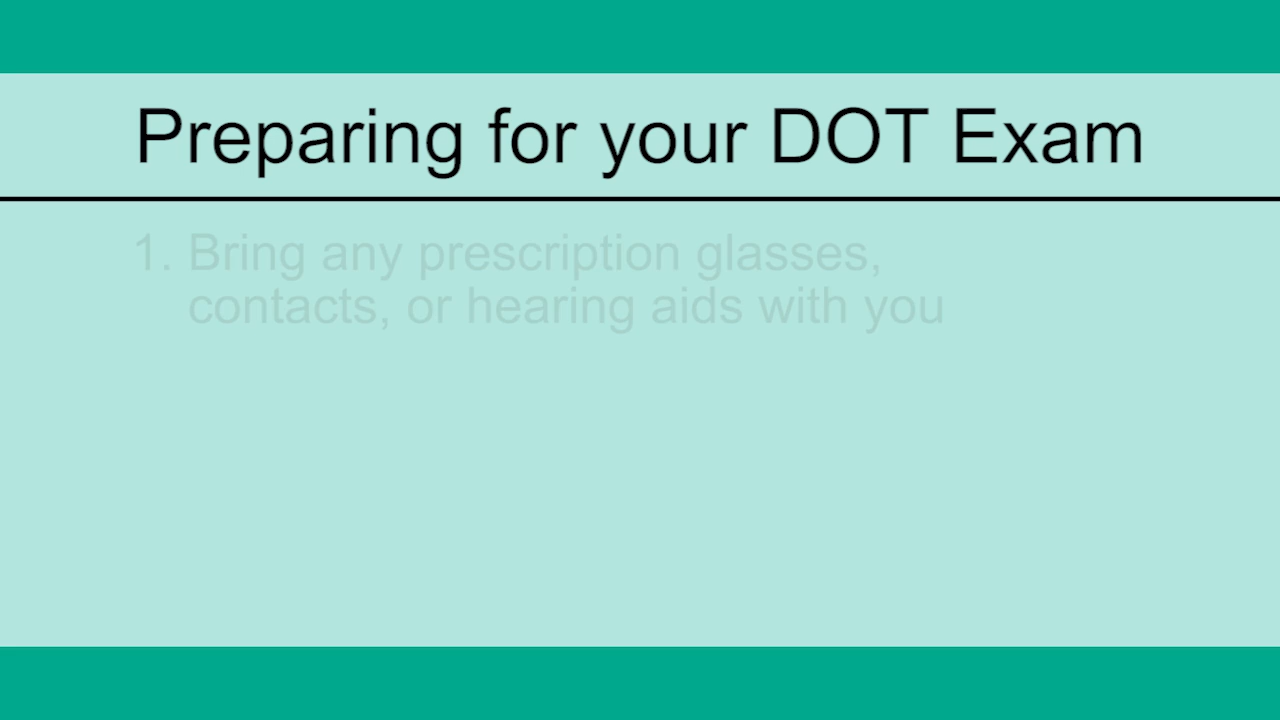 Preparing for your DOT Exam
1. Bring any prescription glasses,
contacts, or hearing aids with you